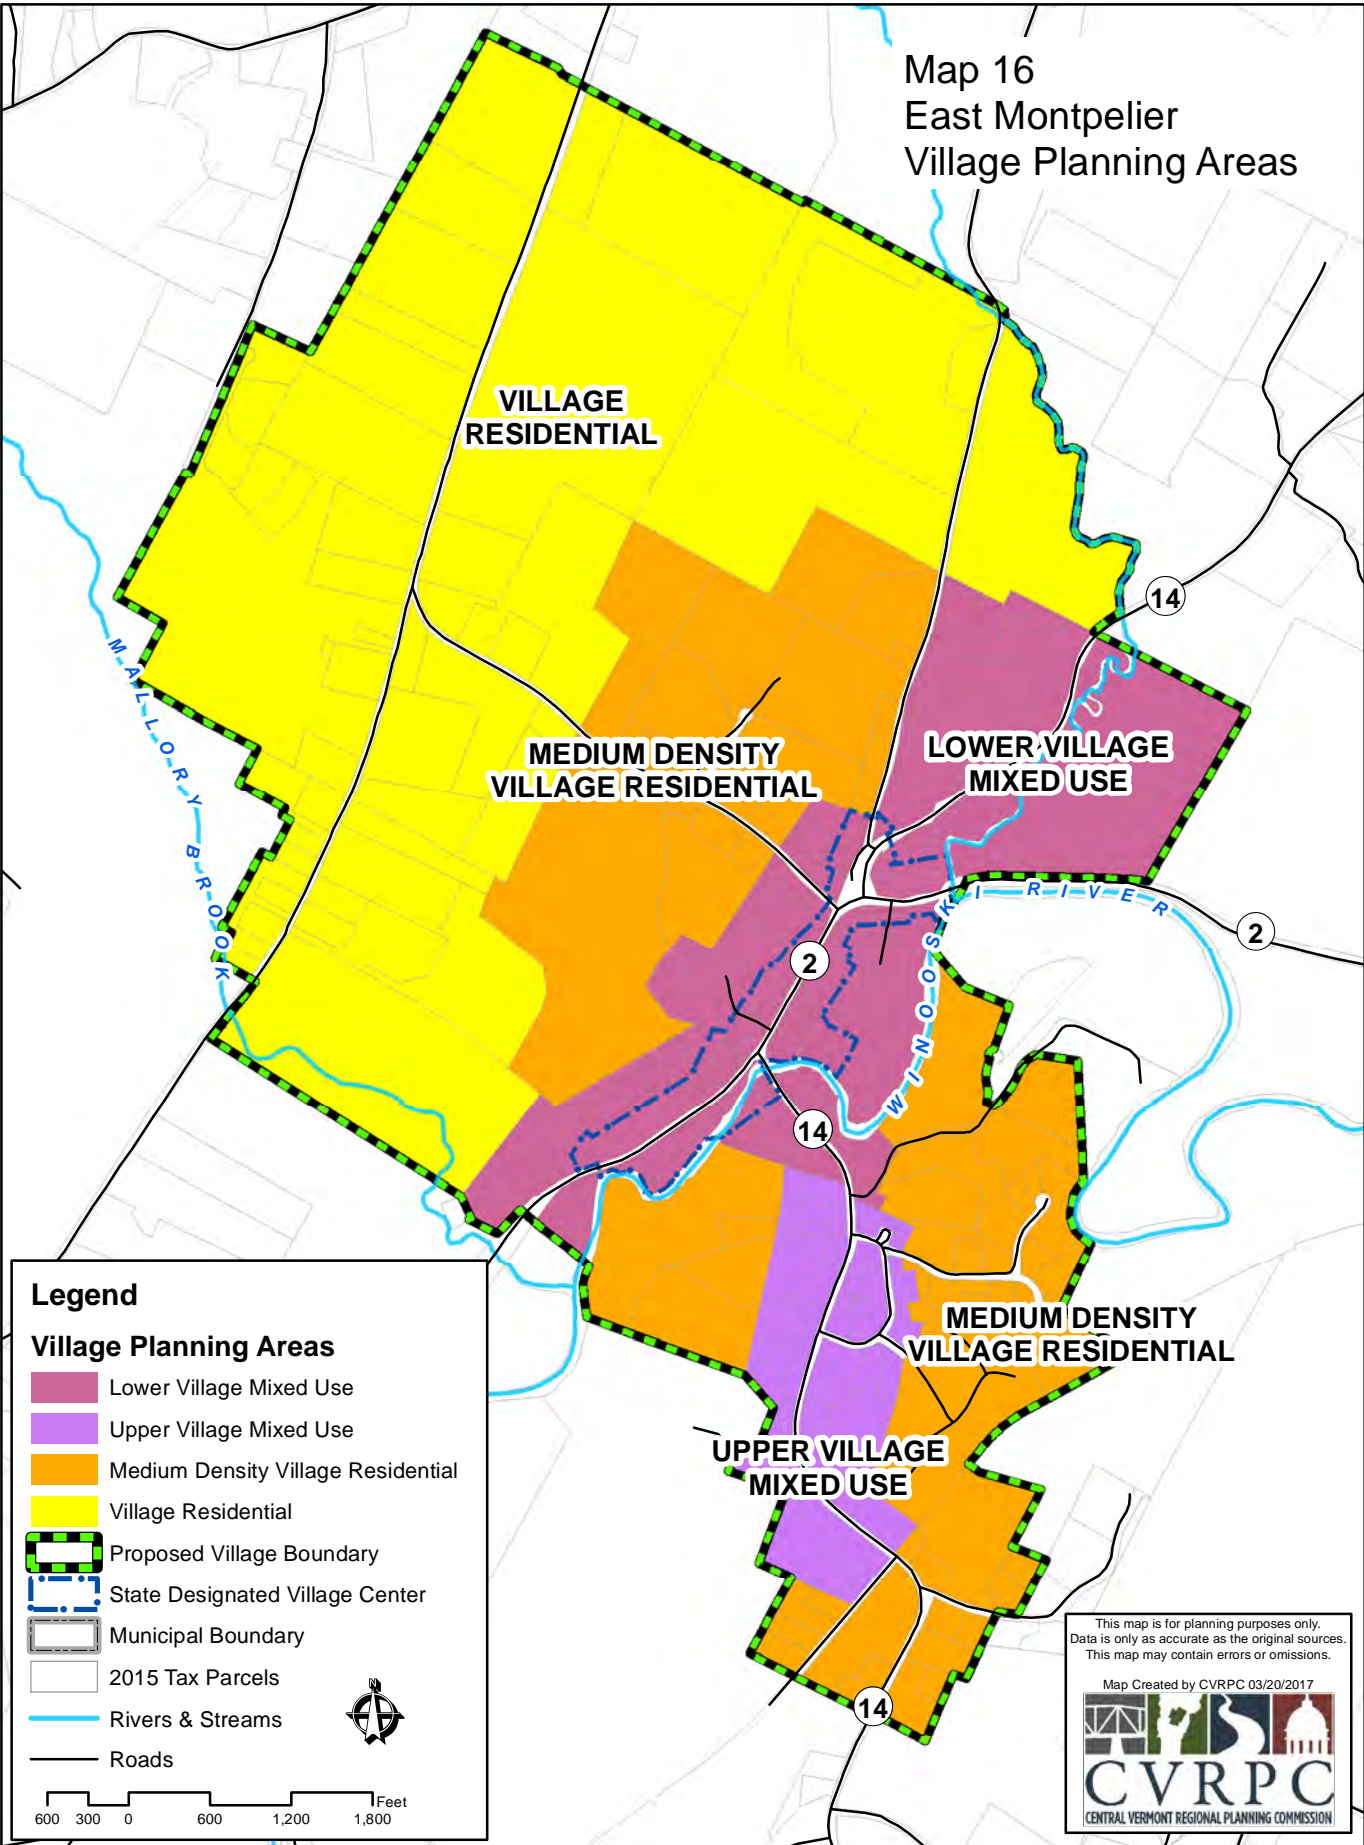 Map 16
East Montpelier
Village Planning Areas
VILLAGE
RESIDENTIAL
14
MALLORY BROOK
MEDIUM DENSITY
VILLAGE RESIDENTIAL
LOWER VILLAGE
MIXED USE
WINOOSKI RIVER
2
2
14
MEDIUM DENSITY
VILLAGE RESIDENTIAL
UPPER VILLAGE
MIXED USE
14
Legend
Village Planning Areas
Lower Village Mixed Use
Upper Village Mixed Use
Medium Density Village Residential
Village Residential
Proposed Village Boundary
State Designated Village Center
Municipal Boundary
2015 Tax Parcels
N
Rivers & Streams
Roads
Feet
600 300 0 600 1,200 1,800
This map is for planning purposes only.
Data is only as accurate as the original sources.
This map may contain errors or omissions.
Map Created by CVRPC 03/20/2017
CVRPC
CENTRAL VERMONT REGIONAL PLANNING COMMISSION